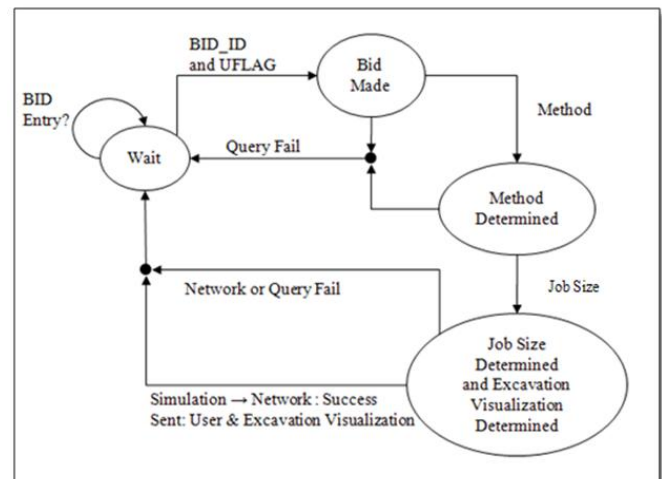 BID_ID
and UFLAG
Bid
Made
BID
Entry?
Method
Wait
Query Fail
Method
Determined
Job Size
Network or Query Fail
Job Size
Determined
and Excavation
Visualization
Determined
Simulation → Network : Success
Sent: User & Excavation Visualization